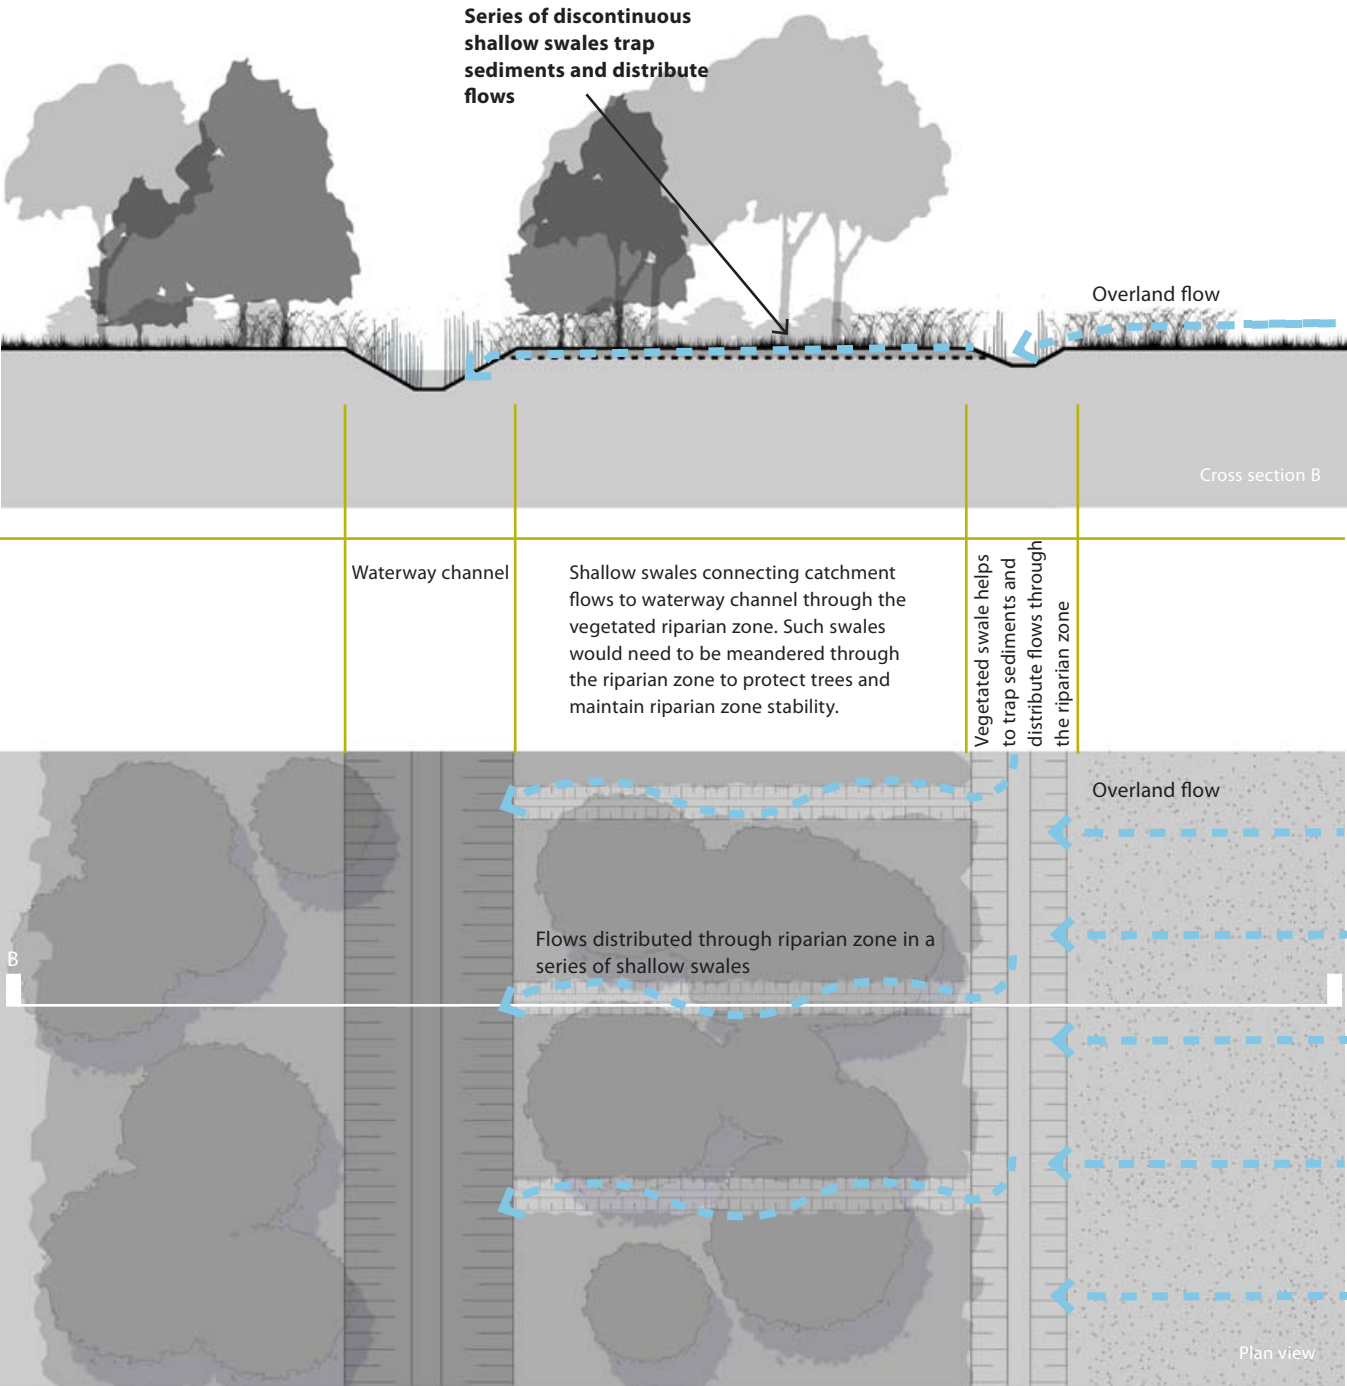 Series of discontinuous
shallow swales trap
sediments and distribute
flows
Overland flow
Cross section B
Waterway channel
Shallow swales connecting catchment
flows to waterway channel through the
vegetated riparian zone. Such swales
would need to be meandered through
the riparian zone to protect trees and
maintain riparian zone stability.
Vegetated swale helps
to trap sediments and
distribute flows through
the riparian zone
Overland flow
Flows distributed through riparian zone in a
series of shallow swales
B
Plan view